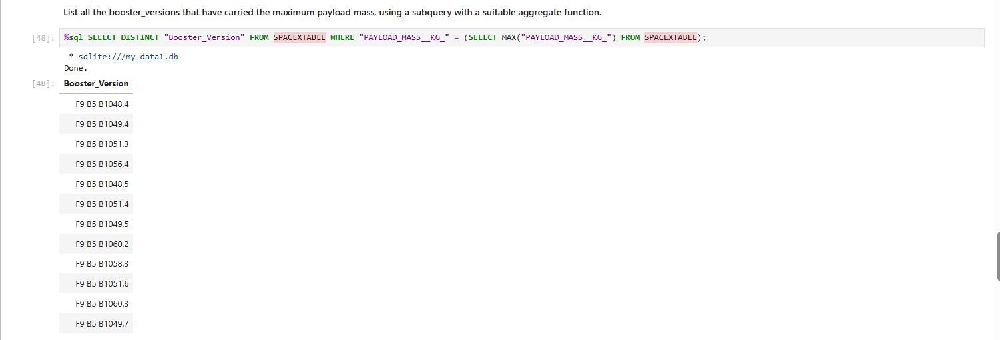 List all the booster_versions that have carried the maximum payload mass, using a subquery with a suitable aggregate function.
[48]: %sql SELECT DISTINCT "Booster_Version" FROM SPACEXTABLE WHERE "PAYLOAD_MASS__KG_" = (SELECT MAX("PAYLOAD_MASS__KG_") FROM SPACEXTABLE);
* sqlite:///my_data1.db
Done.
[48]: Booster_Version
F9 B5 B1048.4
F9 B5 B1049.4
F9 B5 B1051.3
F9 B5 B1056.4
F9 B5 B1048.5
F9 B5 B1051.4
F9 B5 B1049.5
F9 B5 B1060.2
F9 B5 B1058.3
F9 B5 B1051.6
F9 B5 B1060.3
F9 B5 B1049.7